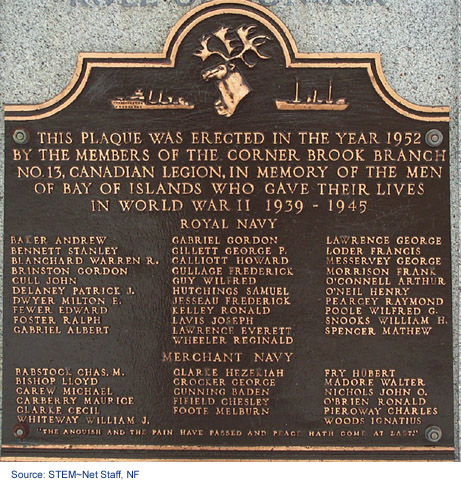 THIS PLAQUE WAS ERECTED IN THE YEAR 1952
BY THE MEMBERS OF THE CORNER BROOK BRANCH
NO. 13, CANADIAN LEGION, IN MEMORY OF THE MEN
OF BAY OF ISLANDS WHO GAVE THEIR LIVES
IN WORLD WAR II 1939 - 1945
ROYAL NAVY
BAKER ANDREW GABRIEL GORDON LAWRENCE GEORGE
BENNETT STANLEY GILLETT GEORGE P. LODER FRANCIS
BLANCHARD WARREN R. GALLIOTT HOWARD MESSERVEY GEORGE
BRINSTON GORDON GULLAGE FREDERICK MORRISON FRANK
CULL JOHN GUY WILFRED O'CONNELL ARTHUR
DELANEY PATRICK J. HUTCHINGS SAMUEL O'NEIL HENRY
DWYER MILTON E. JESSEAU FREDERICK PEARCEY RAYMOND
FEWER EDWARD KELLEY RONALD POOLE WILFRED G.
FOSTER RALPH LAVIS JOSEPH SNOOKS WILLIAM H.
GABRIEL ALBERT LAWRENCE EVERETT SPENCER MATHEW
WHEELER REGINALD
MERCHANT NAVY
BABSTOCK CHAS. M. CLARKE HEZEKIAH FRY HUBERT
BISHOP LLOYD CROCKER GEORGE MADORE WALTER
CAREW MICHAEL GUNNING BADEN NICHOLS JOHN O.
CARBERRY MAURICE FIFIELD CHESLEY O'BRIEN RONALD
CLARKE CECIL FOOTE MELBURN PIEROWAY CHARLES
WHITEWAY WILLIAM J. WOODS IGNATIUS
"THE ANGUISH AND THE PAIN HAVE PASSED AND PEACE HATH COME AT LAST."
Source: STEM~Net Staff, NF